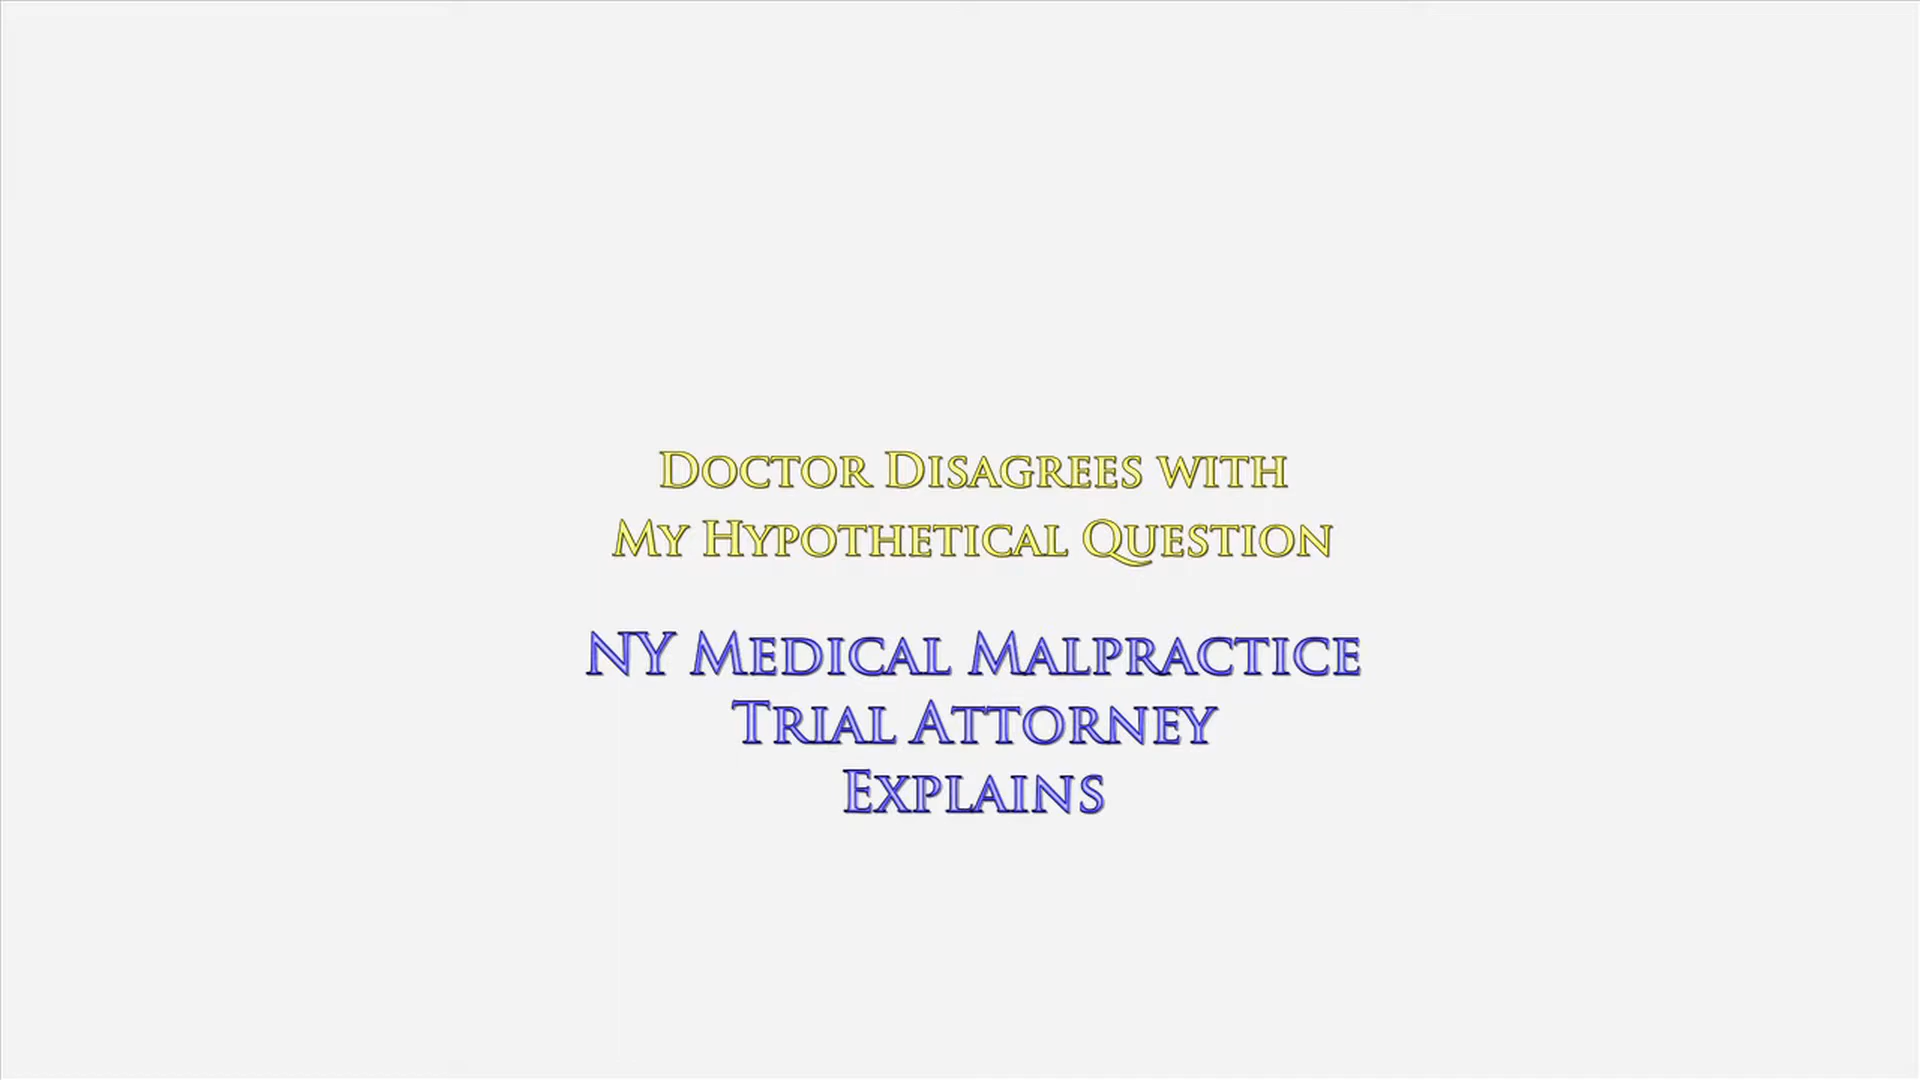 Doctor Disagrees with
My Hypothetical Question
NY Medical Malpractice
Trial Attorney
Explains